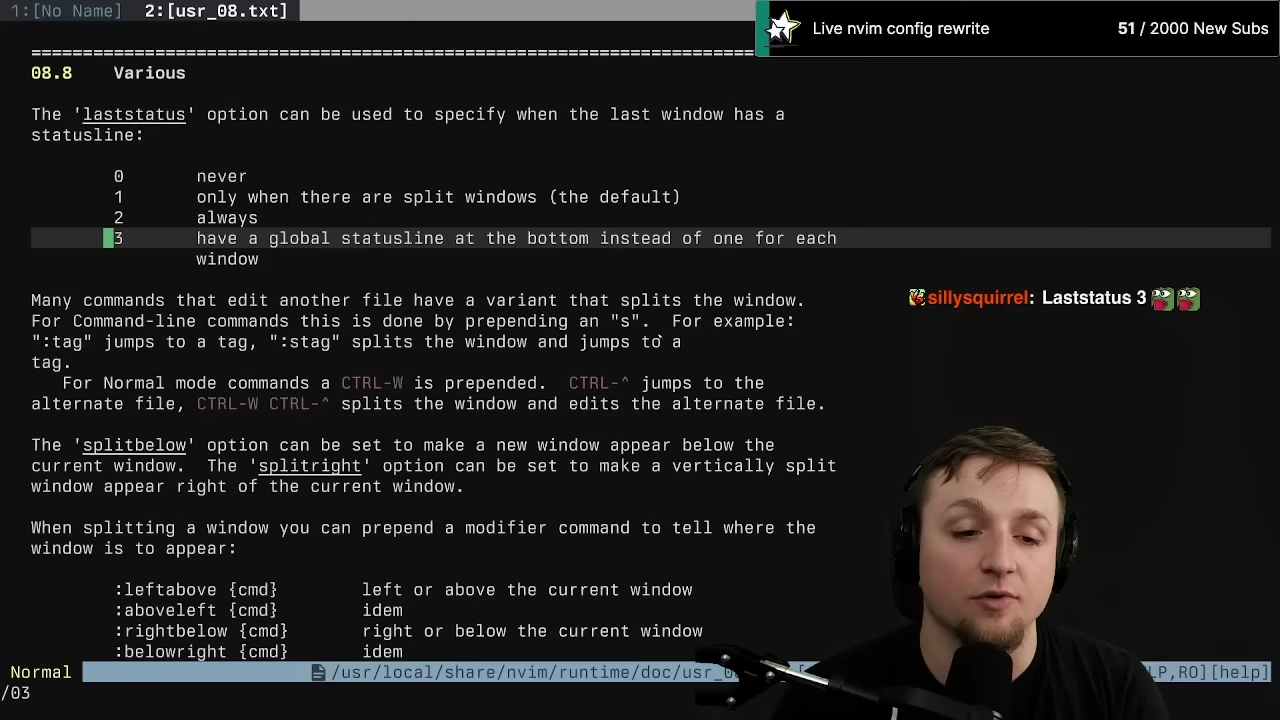 1:[No Name]  2:[usr_08.txt]
Live nvim config rewrite
51 / 2000 New Subs
==============================================================================
08.8    Various
The 'laststatus' option can be used to specify when the last window has a
statusline:
0       never
1       only when there are split windows (the default)
2       always
3       have a global statusline at the bottom instead of one for each
window
Many commands that edit another file have a variant that splits the window.
For Command-line commands this is done by prepending an "s".  For example:
":tag" jumps to a tag, ":stag" splits the window and jumps to a
tag.
For Normal mode commands a CTRL-W is prepended.  CTRL-^ jumps to the
alternate file, CTRL-W CTRL-^ splits the window and edits the alternate file.
sillysquirrel: Laststatus 3
The 'splitbelow' option can be set to make a new window appear below the
current window.  The 'splitright' option can be set to make a vertically split
window appear right of the current window.
When splitting a window you can prepend a modifier command to tell where the
window is to appear:
:leftabove {cmd}        left or above the current window
:aboveleft {cmd}        idem
:rightbelow {cmd}       right or below the current window
:belowright {cmd}       idem
Normal /usr/local/share/nvim/runtime/doc/usr_0 LP,RO][help]
/03